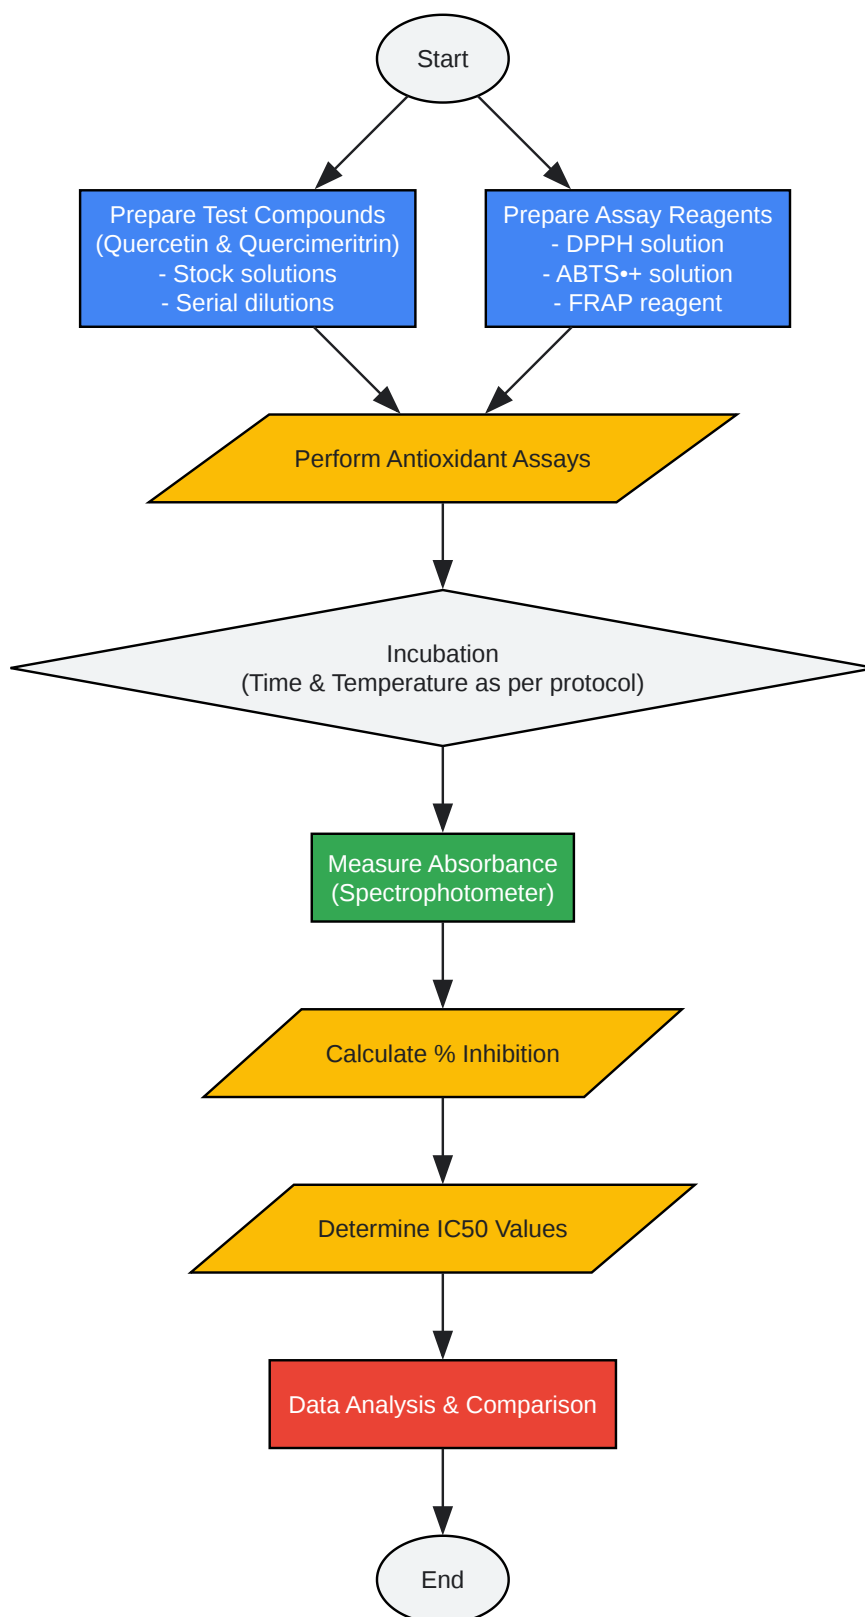 Start
Prepare Test Compounds
(Quercetin & Quercimeritrin)
- Stock solutions
- Serial dilutions
Prepare Assay Reagents
- DPPH solution
- ABTS•+ solution
- FRAP reagent
Perform Antioxidant Assays
Incubation
(Time & Temperature as per protocol)
Measure Absorbance
(Spectrophotometer)
Calculate % Inhibition
Determine IC50 Values
Data Analysis & Comparison
End